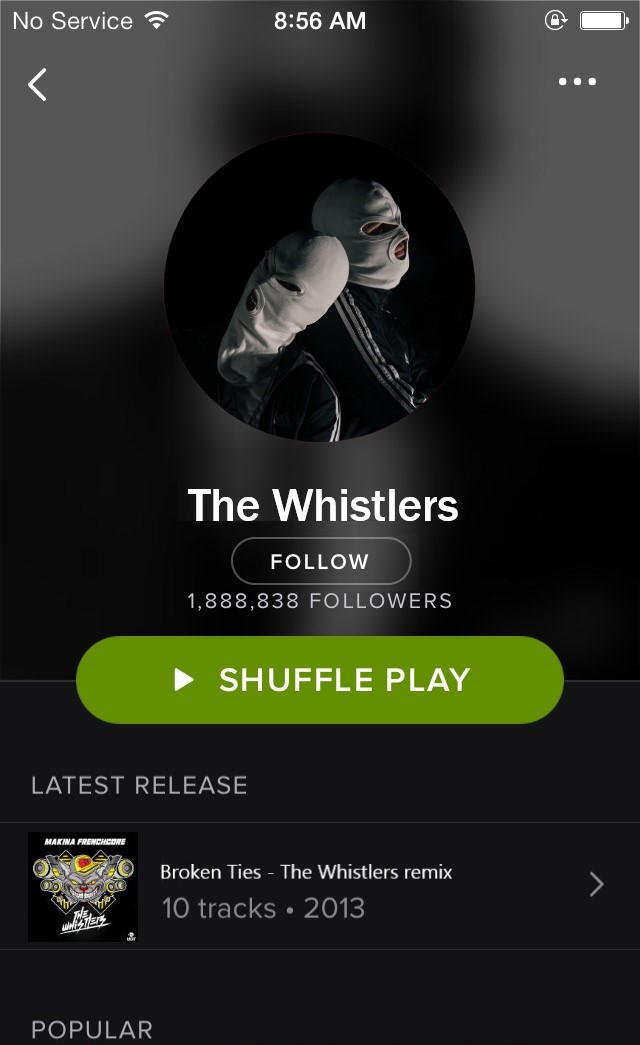 No Service 8:56 AM
The Whistlers
FOLLOW
1,888,838 FOLLOWERS
SHUFFLE PLAY
LATEST RELEASE
MAKINA FRENCHCORE
THE WHISTLERS
Broken Ties - The Whistlers remix
10 tracks • 2013
POPULAR